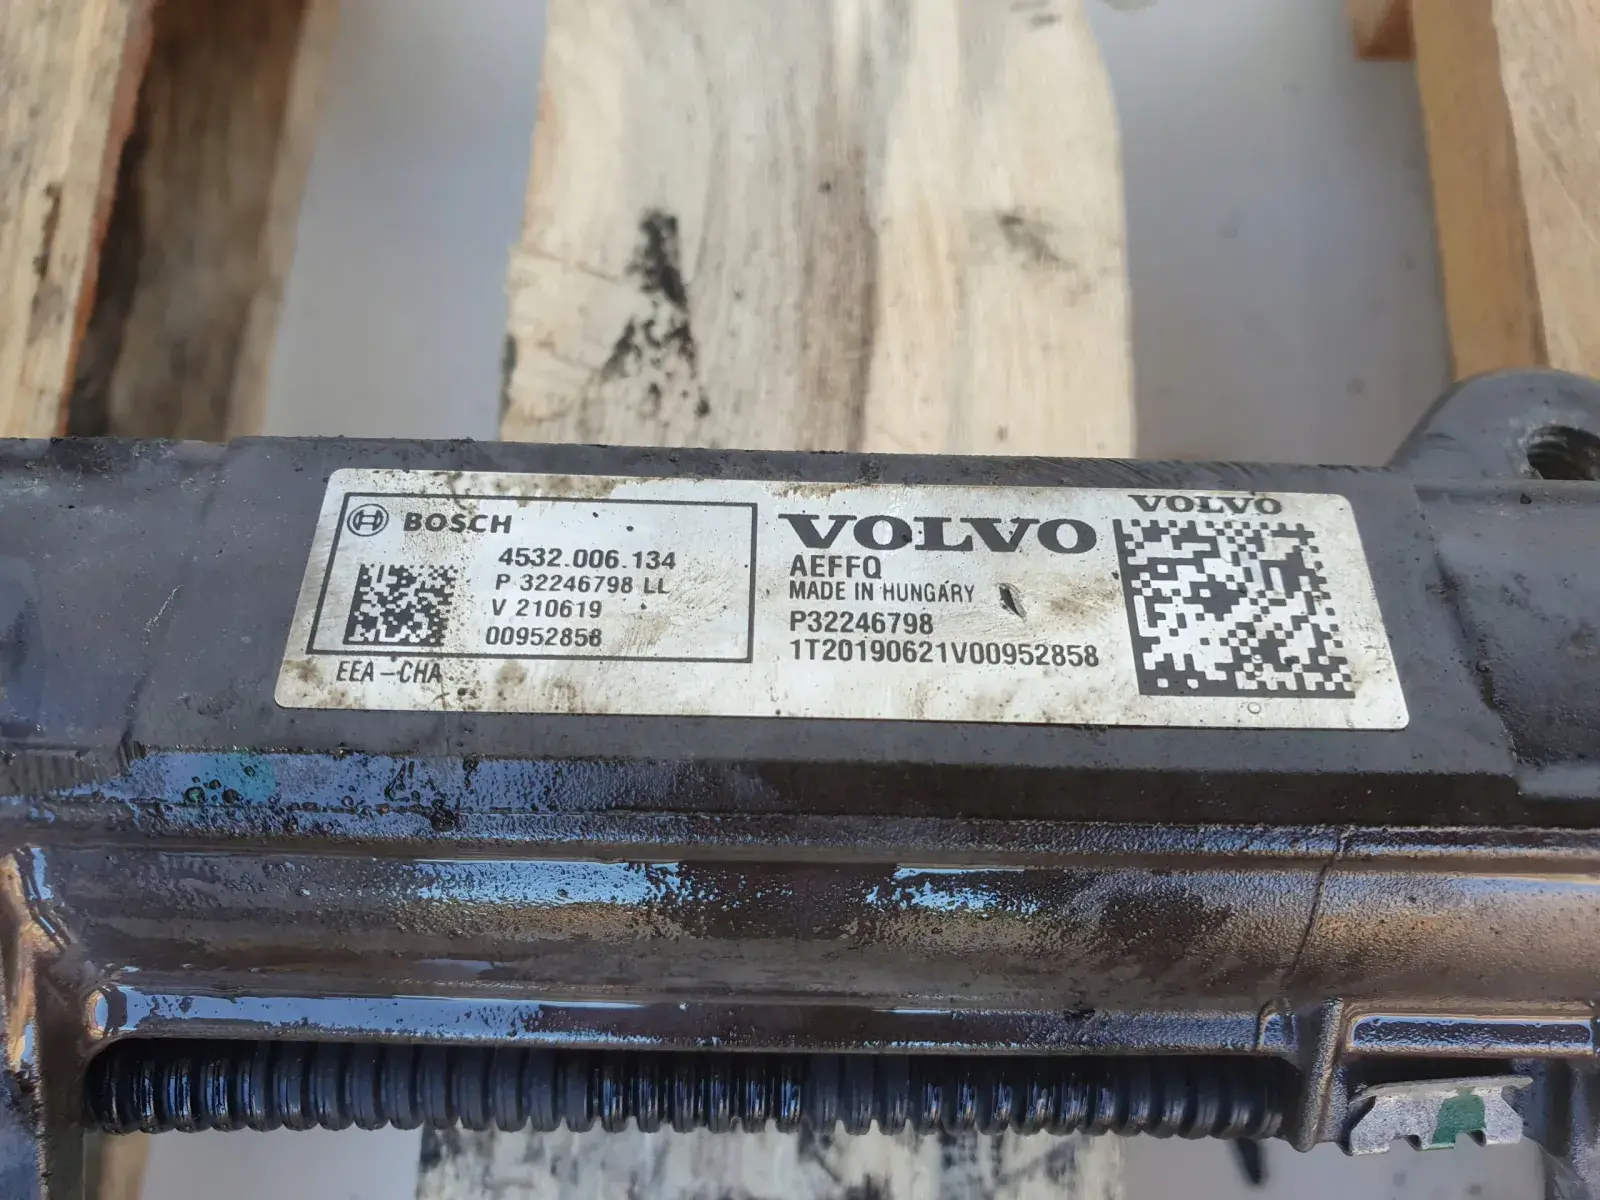 BOSCH
4532.006.134
P 32246798 LL
V 210619
00952858
EEA-CHA
VOLVO
AEFFQ
MADE IN HUNGARY
P32246798
1T20190621V00952858
VOLVO